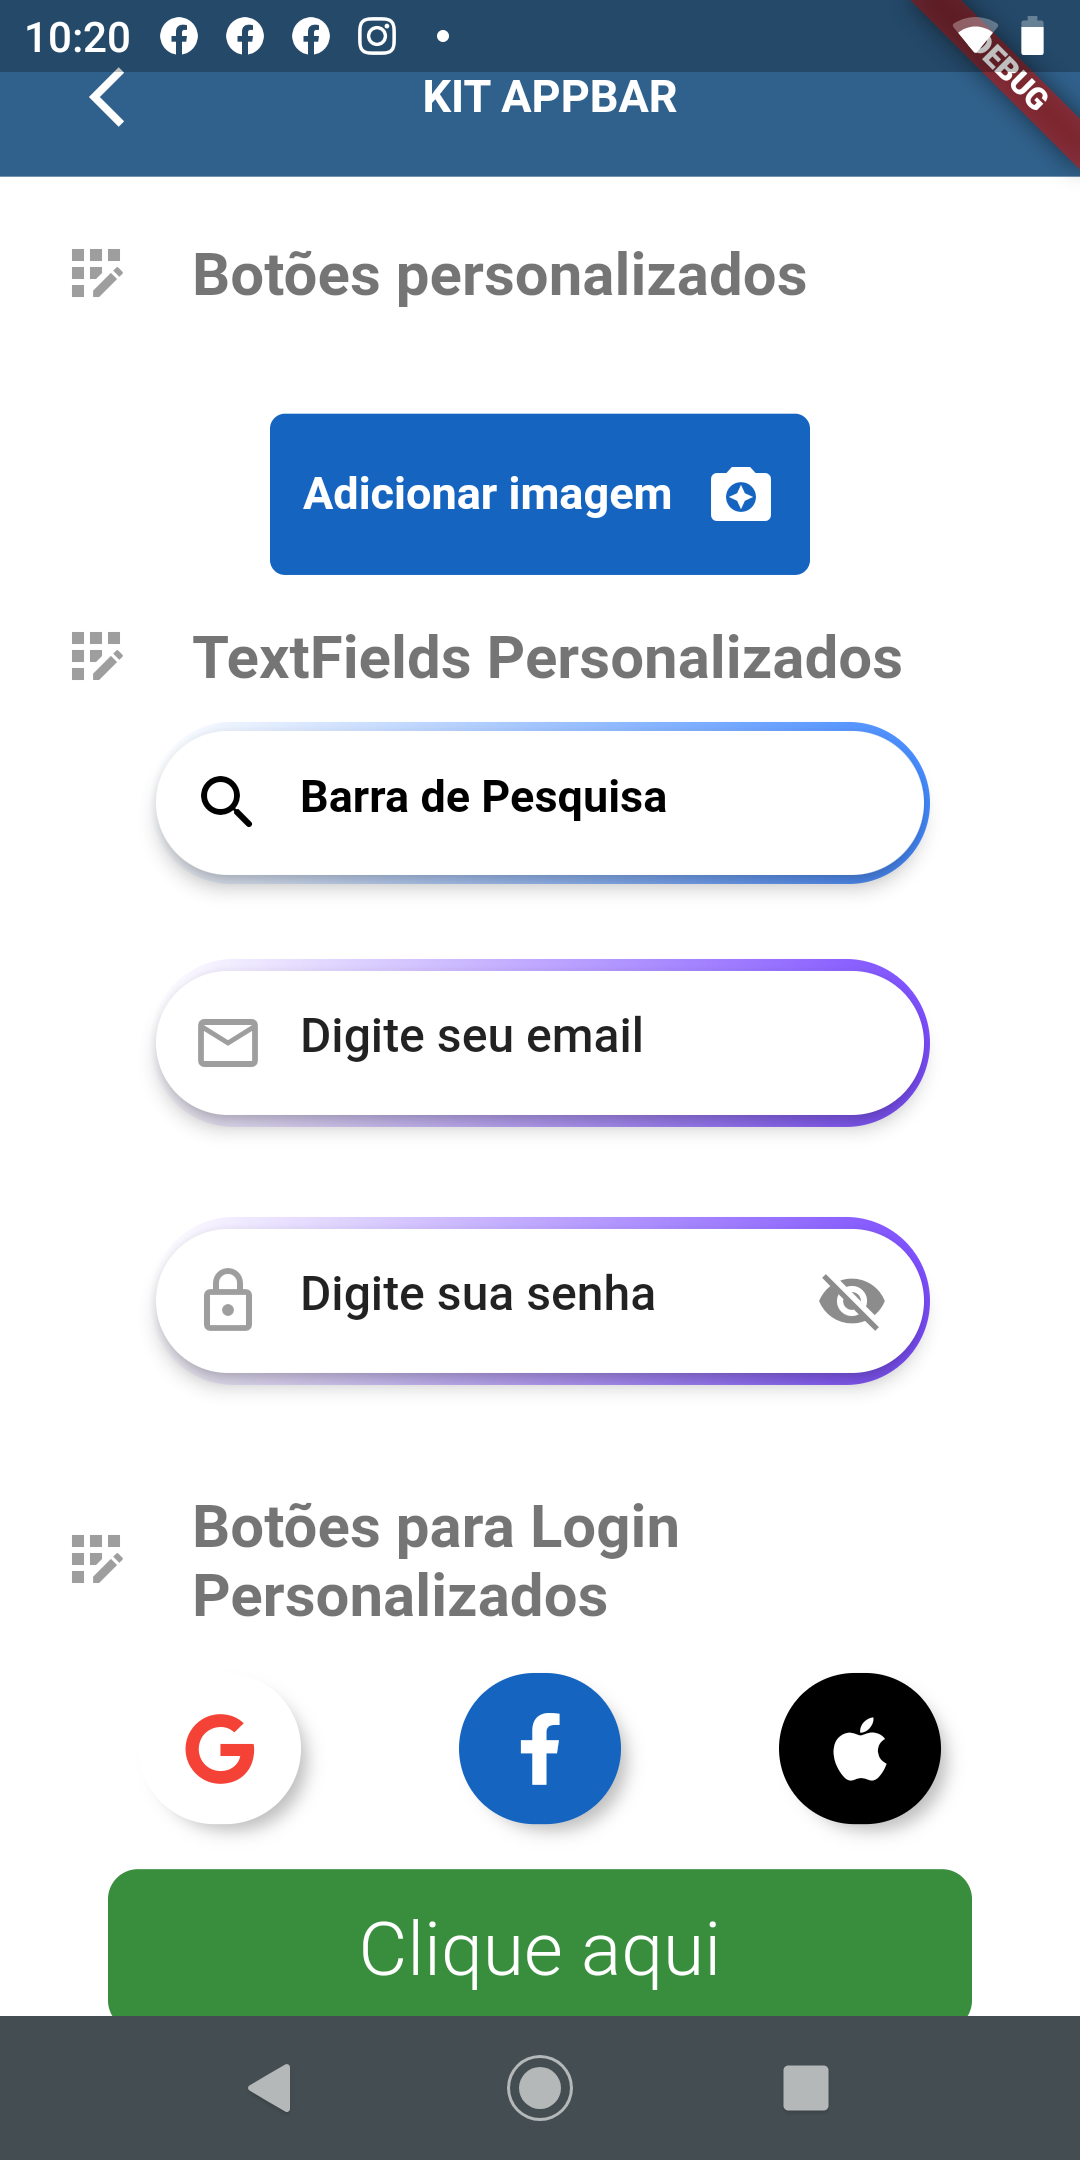 10:20
DEBUG
KIT APPBAR
Botões personalizados
Adicionar imagem
TextFields Personalizados
Barra de Pesquisa
Digite seu email
Digite sua senha
Botões para Login
Personalizados
Clique aqui